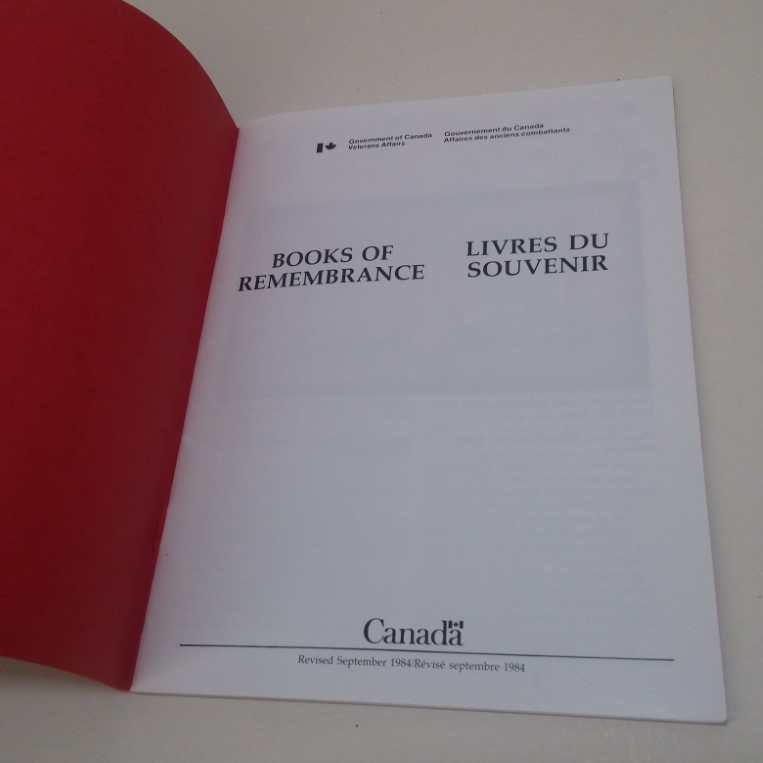 Government of Canada
Veterans Affairs
Gouvernement du Canada
Affaires des anciens combattants
BOOKS OF
REMEMBRANCE
LIVRES DU
SOUVENIR
Canada
Revised September 1984/Révisé septembre 1984